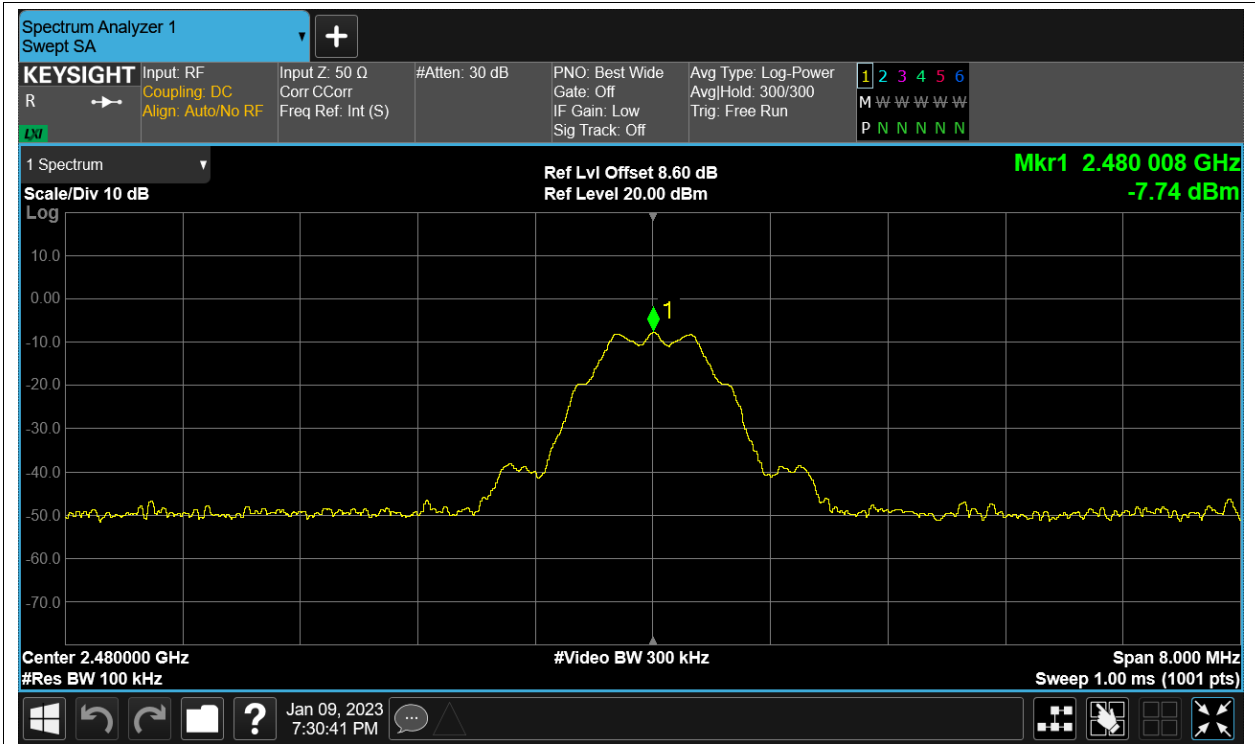 Spectrum Analyzer 1
Swept SA
KEYSIGHT
R
LXI
Input: RF
Coupling: DC
Align: Auto/No RF
Input Z: 50 Ω
Corr CCorr
Freq Ref: Int (S)
#Atten: 30 dB
PNO: Best Wide
Gate: Off
IF Gain: Low
Sig Track: Off
Avg Type: Log-Power
Avg|Hold: 300/300
Trig: Free Run
1 2 3 4 5 6
M W W W W W
P N N N N N
1 Spectrum
Scale/Div 10 dB
Log
Ref Lvl Offset 8.60 dB
Ref Level 20.00 dBm
Mkr1 2.480 008 GHz
-7.74 dBm
10.0
0.00
1
-10.0
-20.0
-30.0
-40.0
-50.0
-60.0
-70.0
Center 2.480000 GHz
#Res BW 100 kHz
#Video BW 300 kHz
Span 8.000 MHz
Sweep 1.00 ms (1001 pts)
?
Jan 09, 2023
7:30:41 PM